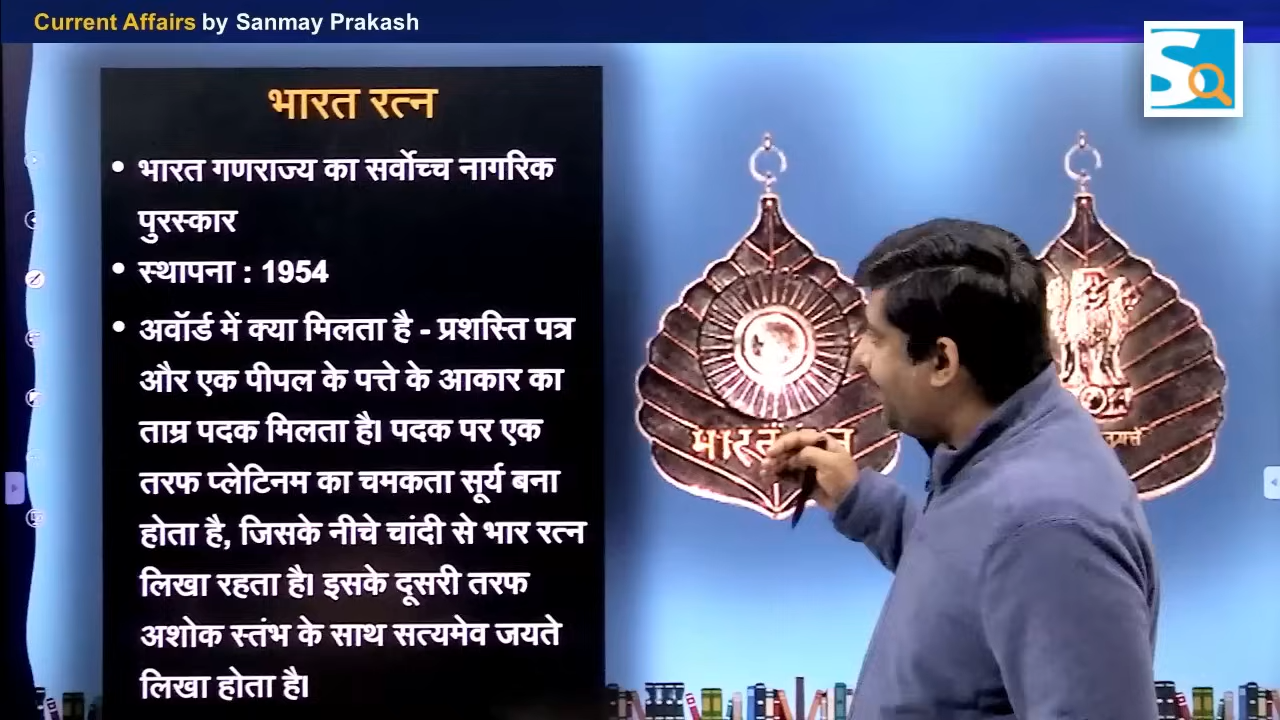 Current Affairs by Sanmay Prakash
SQ
भारत रत्न
• भारत गणराज्य का सर्वोच्च नागरिक
पुरस्कार
• स्थापना : 1954
• अवॉर्ड में क्या मिलता है - प्रशस्ति पत्र
और एक पीपल के पत्ते के आकार का
ताम्र पदक मिलता है। पदक पर एक
तरफ प्लेटिनम का चमकता सूर्य बना
होता है, जिसके नीचे चांदी से भार रत्न
लिखा रहता है। इसके दूसरी तरफ
अशोक स्तंभ के साथ सत्यमेव जयते
लिखा होता है।